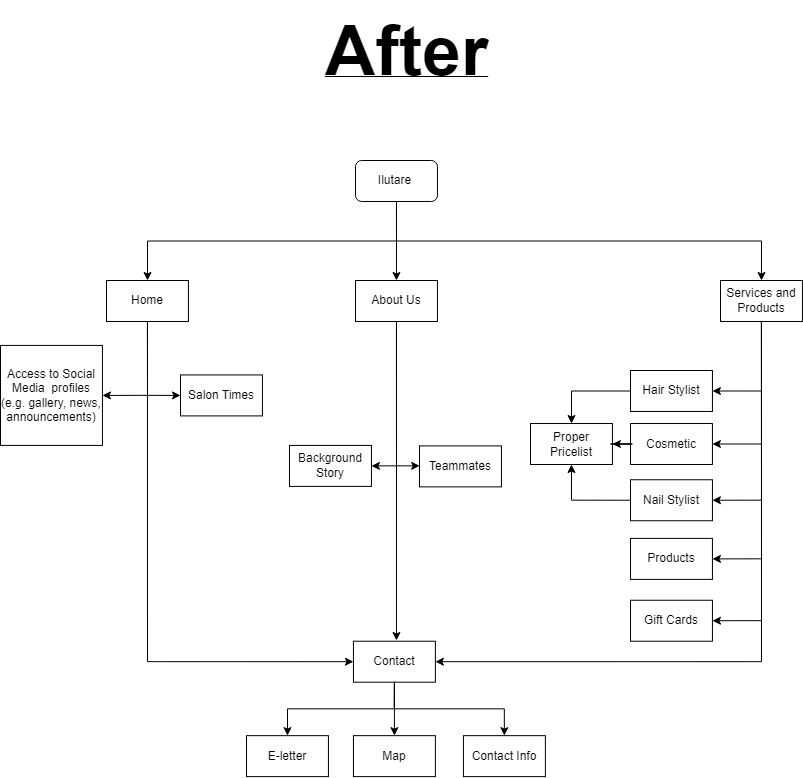 After
Ilutare
Home
About Us
Services and
Products
Access to Social
Media  profiles
(e.g. gallery, news,
announcements)
Salon Times
Hair Stylist
Proper
Pricelist
Cosmetic
Background
Story
Teammates
Nail Stylist
Products
Gift Cards
Contact
E-letter
Map
Contact Info